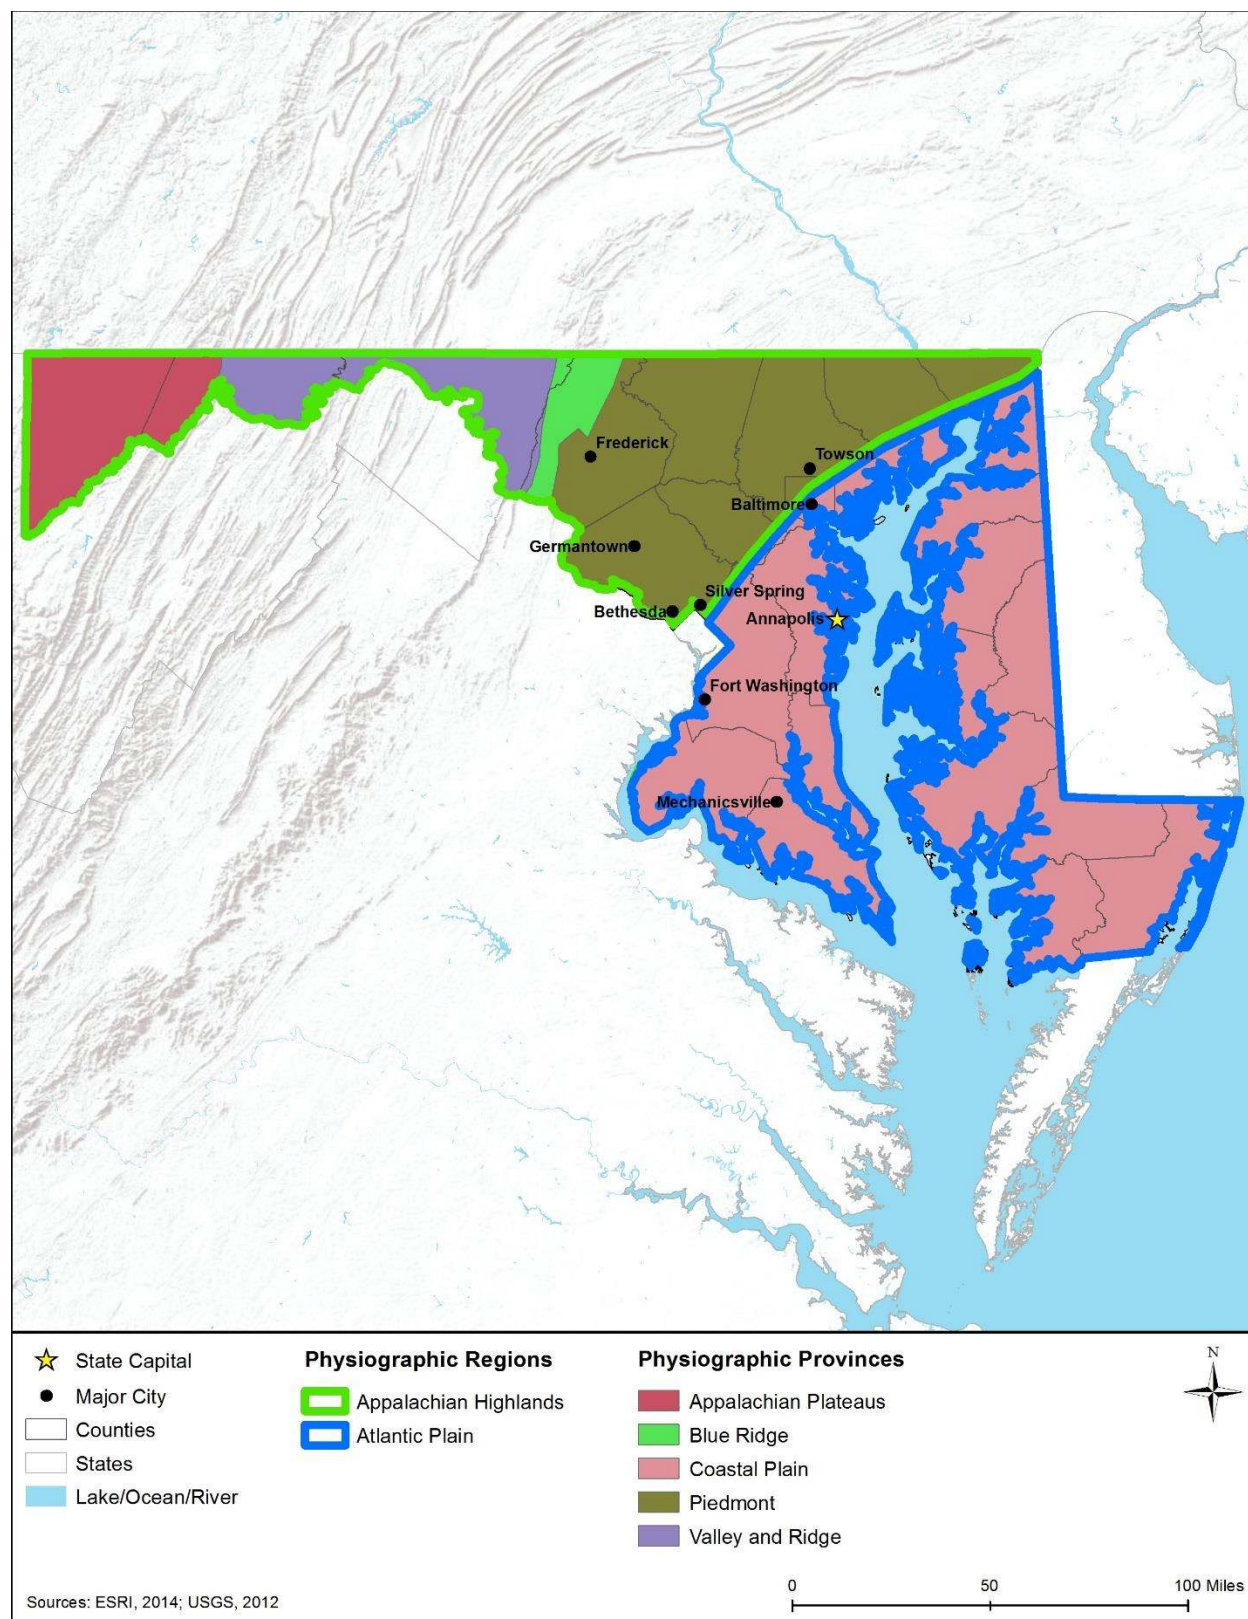 Frederick
Towson
Baltimore
Germantown
Silver Spring
Bethesda
Annapolis
Fort Washington
Mechanicsville
State Capital
Major City
Counties
States
Lake/Ocean/River
Physiographic Regions
Appalachian Highlands
Atlantic Plain
Physiographic Provinces
Appalachian Plateaus
Blue Ridge
Coastal Plain
Piedmont
Valley and Ridge
N
0 50 100 Miles
Sources: ESRI, 2014; USGS, 2012